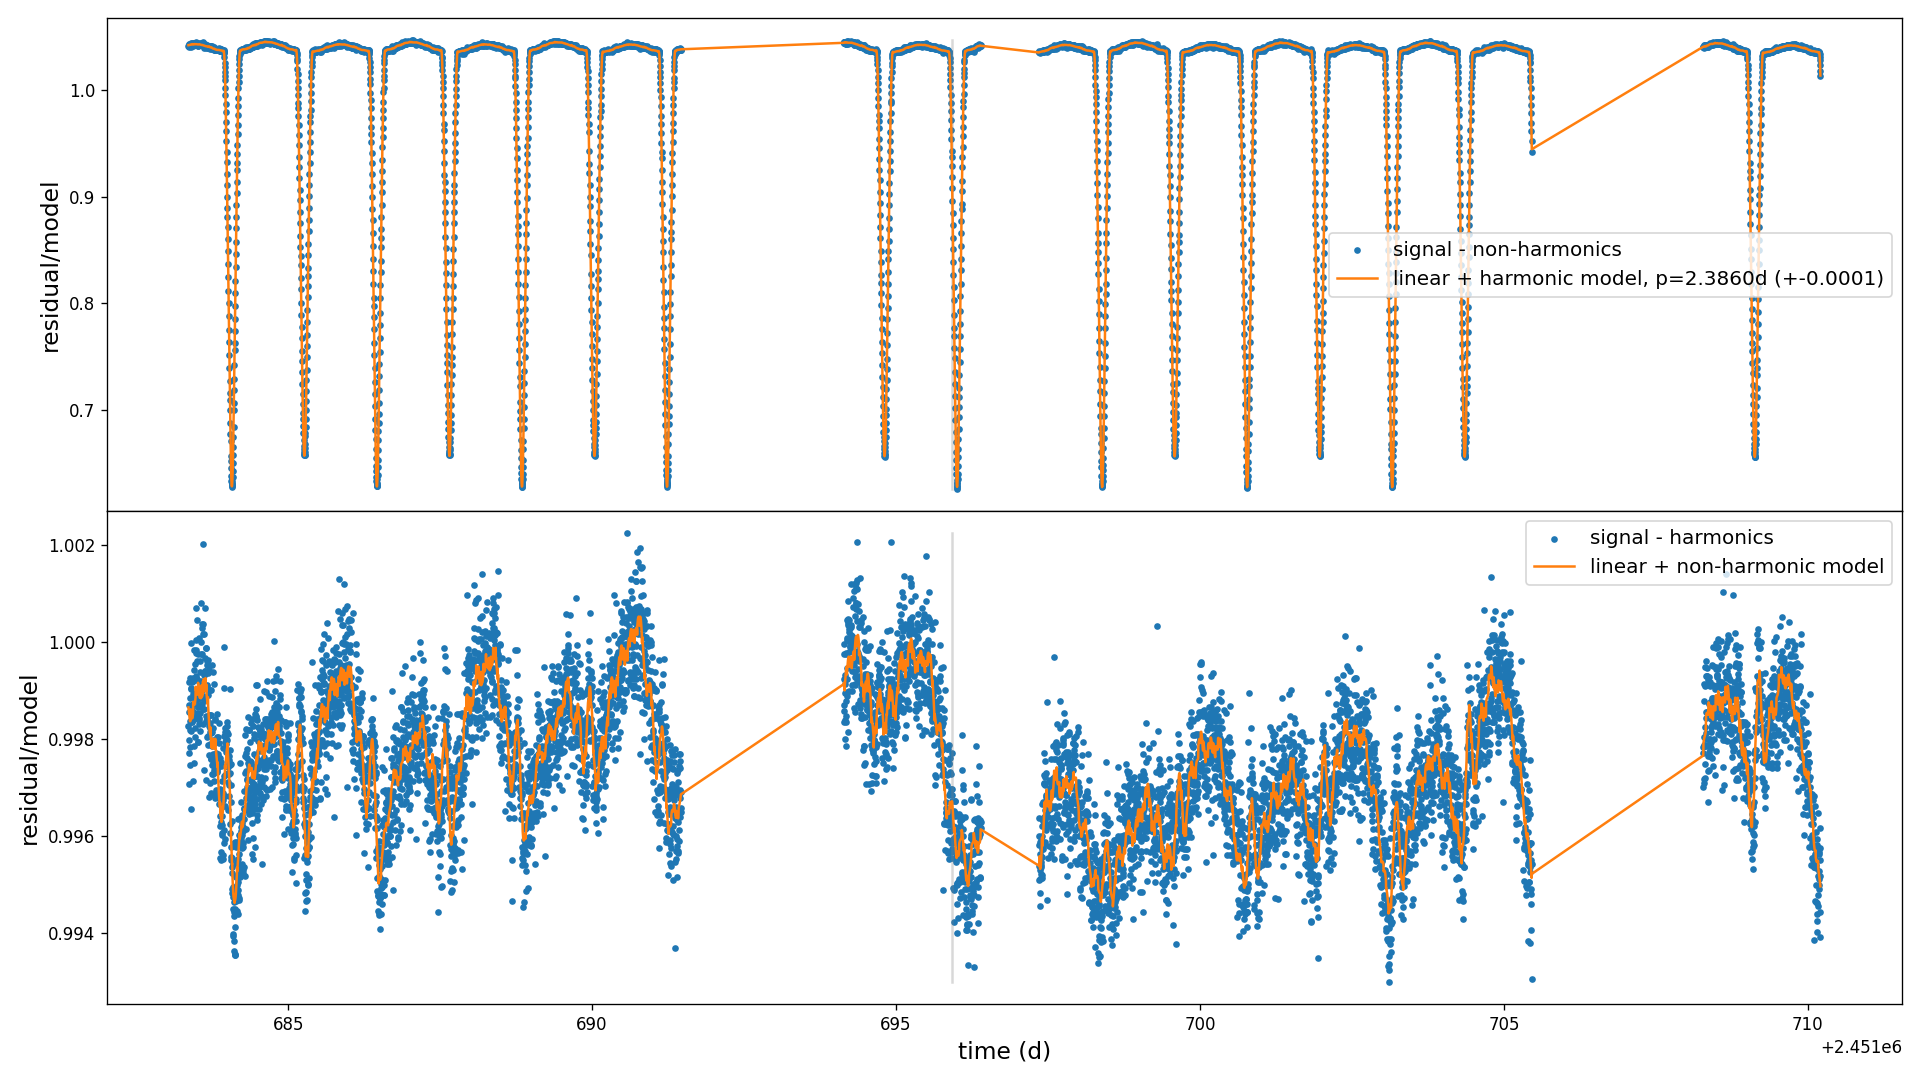 1.0
0.9
0.8
0.7
residual/model
signal - non-harmonics
linear + harmonic model, p=2.3860d (+-0.0001)
1.002
1.000
0.998
0.996
0.994
residual/model
signal - harmonics
linear + non-harmonic model
685
690
695
700
705
710
time (d)
+2.451e6